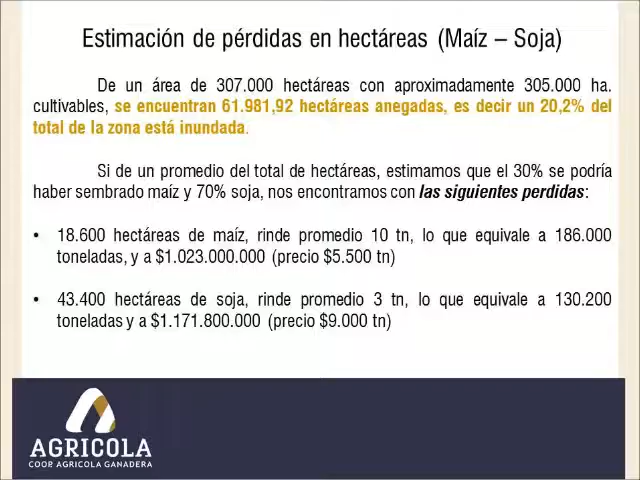 Estimación de pérdidas en hectáreas (Maíz – Soja)
De un área de 307.000 hectáreas con aproximadamente 305.000 ha.
cultivables, se encuentran 61.981,92 hectáreas anegadas, es decir un 20,2% del
total de la zona está inundada.
Si de un promedio del total de hectáreas, estimamos que el 30% se podría
haber sembrado maíz y 70% soja, nos encontramos con las siguientes perdidas:
• 18.600 hectáreas de maíz, rinde promedio 10 tn, lo que equivale a 186.000
toneladas, y a $1.023.000.000 (precio $5.500 tn)
• 43.400 hectáreas de soja, rinde promedio 3 tn, lo que equivale a 130.200
toneladas y a $1.171.800.000 (precio $9.000 tn)
AGRICOLA
COOP AGRICOLA GANADERA